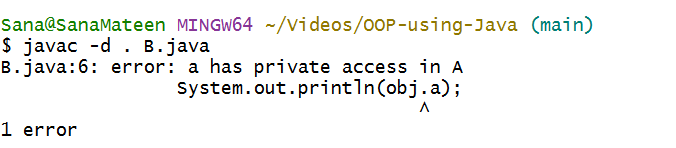 Sana@SanaMateen MINGW64 ~/Videos/OOP-using-Java (main)
$ javac -d . B.java
B.java:6: error: a has private access in A
                System.out.println(obj.a);
                                      ^
1 error